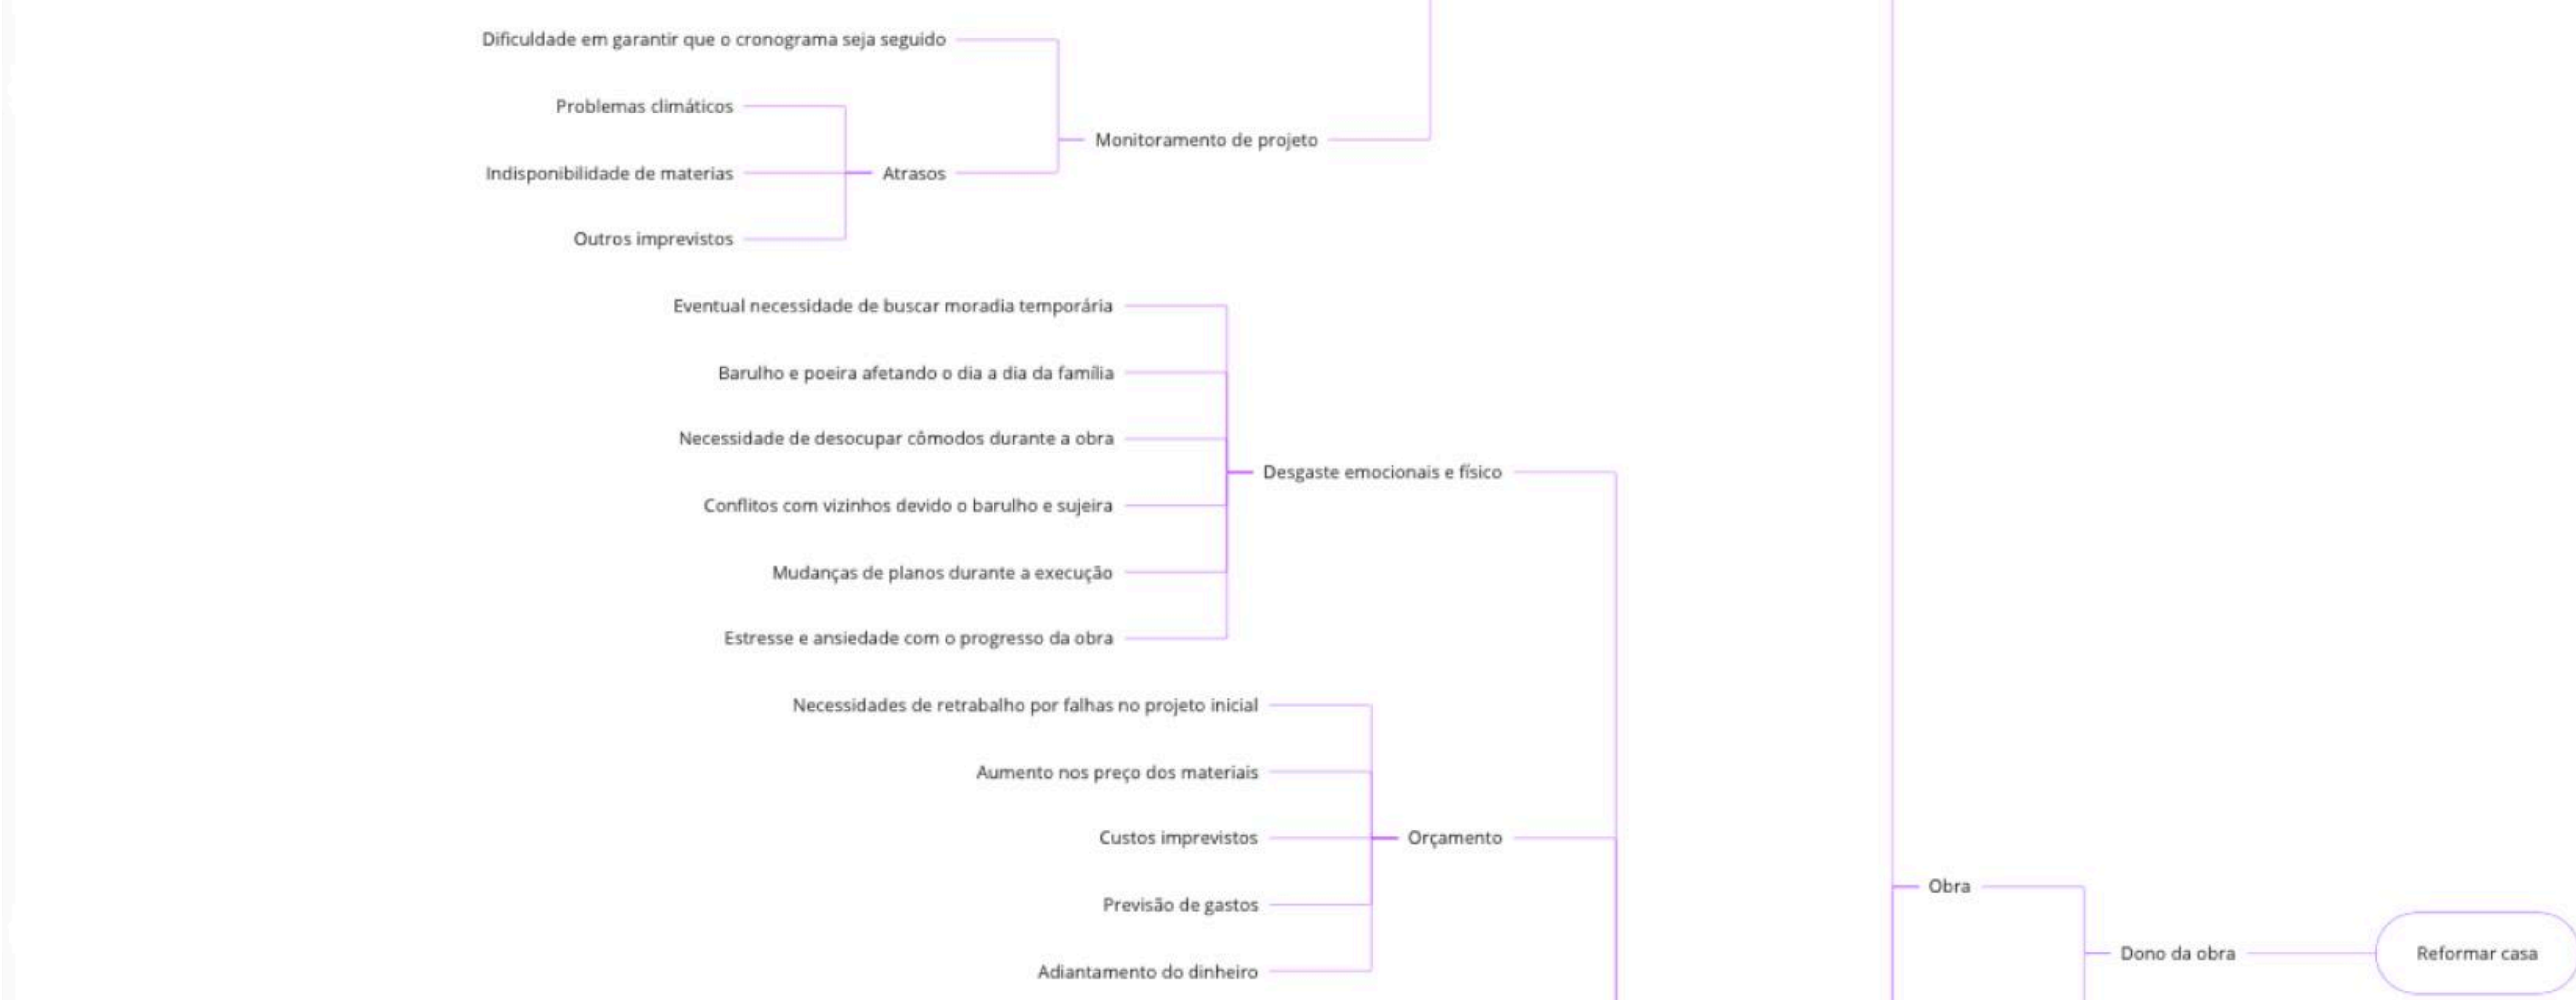 Dificuldade em garantir que o cronograma seja seguido
Problemas climáticos
Monitoramento de projeto
Indisponibilidade de materias
Atrasos
Outros imprevistos
Eventual necessidade de buscar moradia temporária
Barulho e poeira afetando o dia a dia da família
Necessidade de desocupar cômodos durante a obra
Desgaste emocionais e físico
Conflitos com vizinhos devido o barulho e sujeira
Mudanças de planos durante a execução
Estresse e ansiedade com o progresso da obra
Necessidades de retrabalho por falhas no projeto inicial
Aumento nos preço dos materiais
Custos imprevistos
Orçamento
Obra
Previsão de gastos
Dono da obra
Reformar casa
Adiantamento do dinheiro